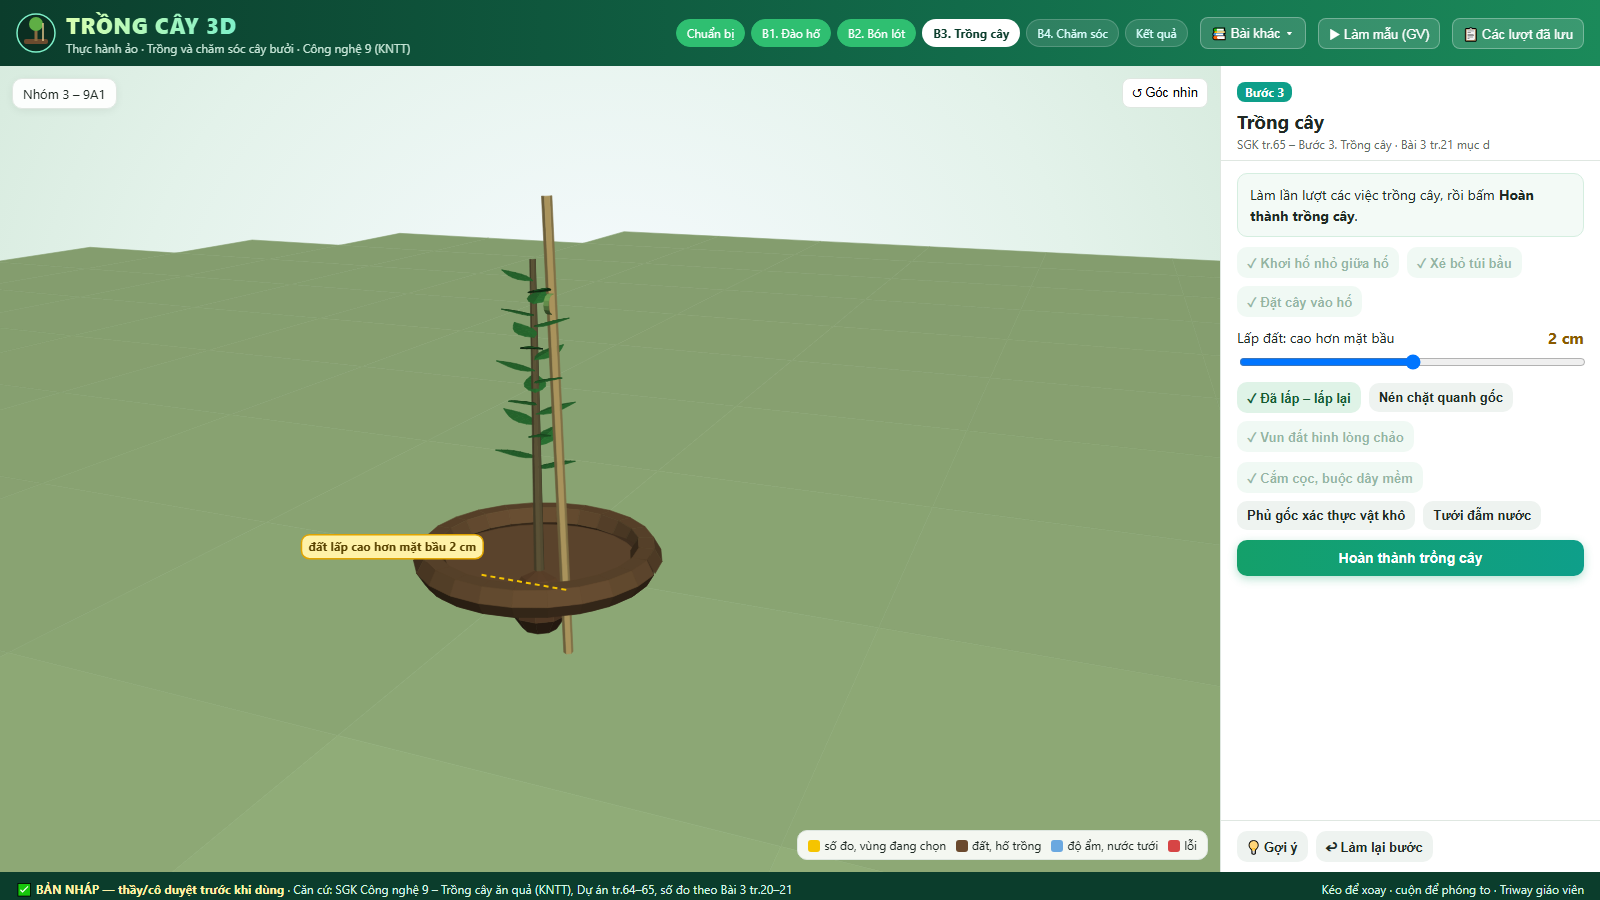 TRỒNG CÂY 3D
Thực hành ảo · Trồng và chăm sóc cây bưởi · Công nghệ 9 (KNTT)
Chuẩn bị
B1. Đào hố
B2. Bón lót
B3. Trồng cây
B4. Chăm sóc
Kết quả
Bài khác
Làm mẫu (GV)
Các lượt đã lưu
Nhóm 3 – 9A1
Góc nhìn
đất lấp cao hơn mặt bầu 2 cm
số đo, vùng đang chọn
đất, hố trồng
độ ẩm, nước tưới
lỗi
Bước 3
Trồng cây
SGK tr.65 – Bước 3. Trồng cây · Bài 3 tr.21 mục d
Làm lần lượt các việc trồng cây, rồi bấm Hoàn
thành trồng cây.
✓ Khơi hố nhỏ giữa hố
✓ Xé bỏ túi bầu
✓ Đặt cây vào hố
Lấp đất: cao hơn mặt bầu
2 cm
✓ Đã lấp – lấp lại
Nén chặt quanh gốc
✓ Vun đất hình lòng chảo
✓ Cắm cọc, buộc dây mềm
Phủ gốc xác thực vật khô
Tưới đẫm nước
Hoàn thành trồng cây
Gợi ý
Làm lại bước
BẢN NHÁP — thầy/cô duyệt trước khi dùng · Căn cứ: SGK Công nghệ 9 – Trồng cây ăn quả (KNTT), Dự án tr.64–65, số đo theo Bài 3 tr.20–21
Kéo để xoay · cuộn để phóng to · Triway giáo viên